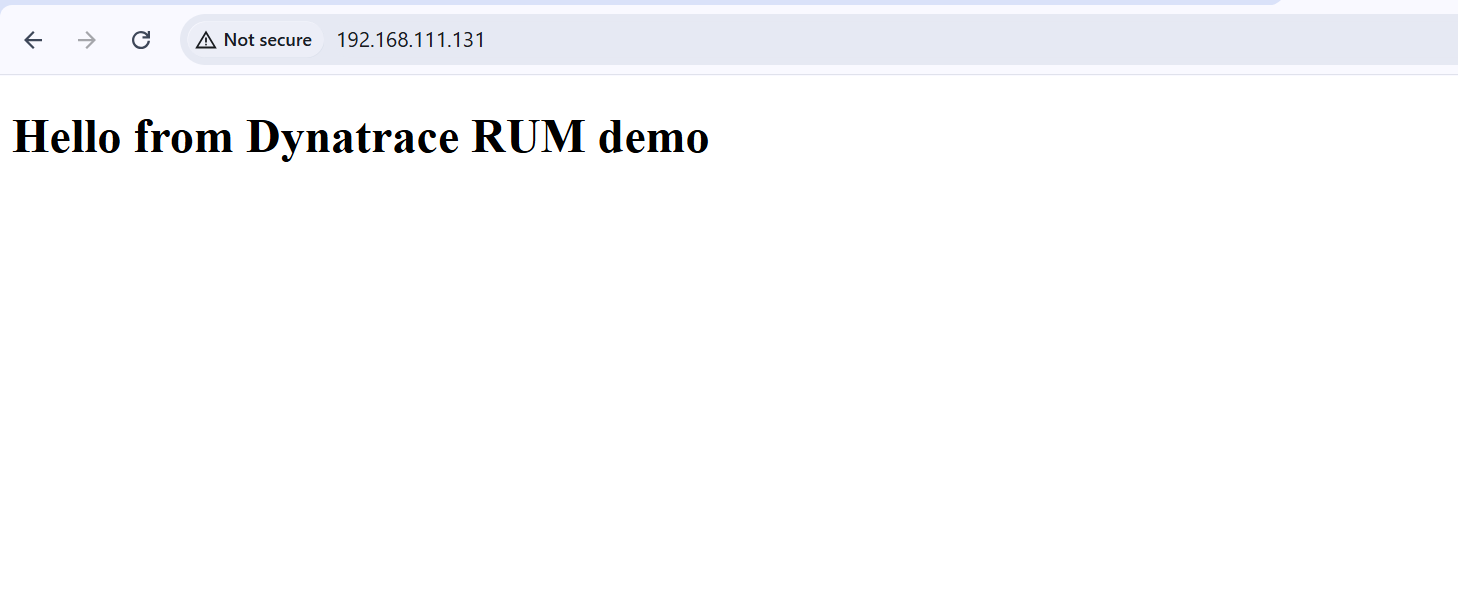 Not secure 192.168.111.131
Hello from Dynatrace RUM demo